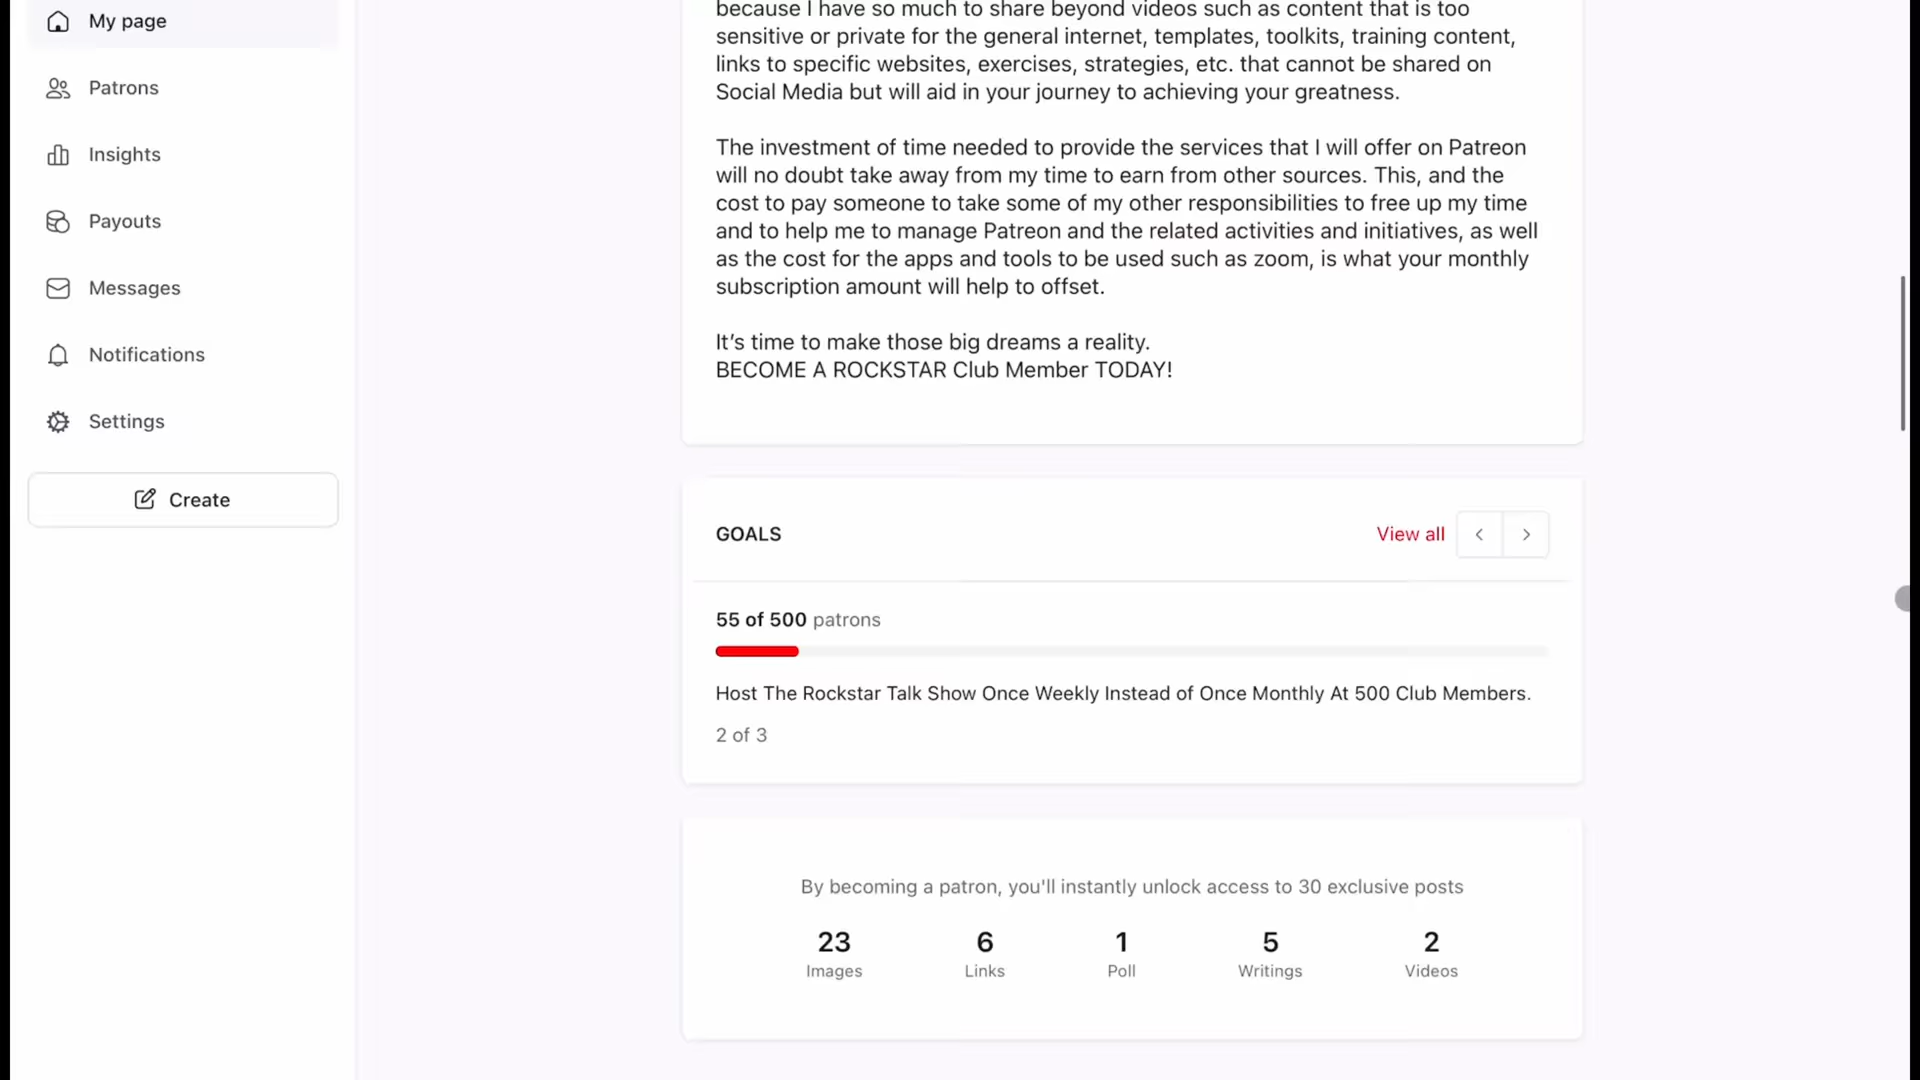 My page
Patrons
Insights
Payouts
Messages
Notifications
Settings
Create
because I have so much to share beyond videos such as content that is too
sensitive or private for the general internet, templates, toolkits, training content,
links to specific websites, exercises, strategies, etc. that cannot be shared on
Social Media but will aid in your journey to achieving your greatness.
The investment of time needed to provide the services that I will offer on Patreon
will no doubt take away from my time to earn from other sources. This, and the
cost to pay someone to take some of my other responsibilities to free up my time
and to help me to manage Patreon and the related activities and initiatives, as well
as the cost for the apps and tools to be used such as zoom, is what your monthly
subscription amount will help to offset.
It’s time to make those big dreams a reality.
BECOME A ROCKSTAR Club Member TODAY!
GOALS
View all
55 of 500 patrons
Host The Rockstar Talk Show Once Weekly Instead of Once Monthly At 500 Club Members.
2 of 3
By becoming a patron, you'll instantly unlock access to 30 exclusive posts
23 6 1 5 2
Images Links Poll Writings Videos